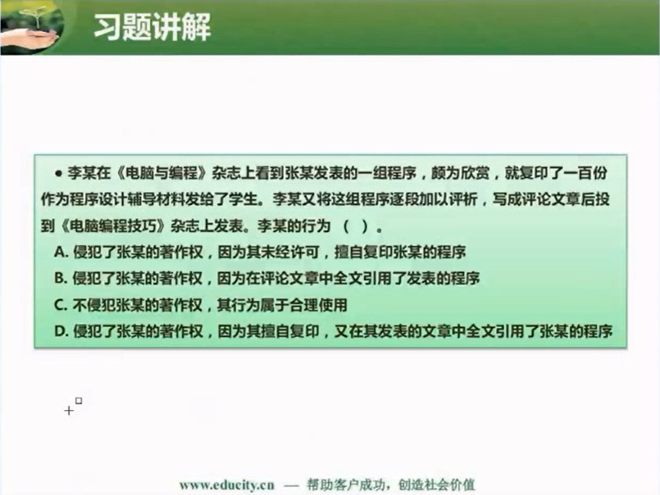 习题讲解
● 李某在《电脑与编程》杂志上看到张某发表的一组程序，颇为欣赏，就复印了一百份
作为程序设计辅导材料发给了学生。李某又将这组程序逐段加以评析，写成评论文章后投
到《电脑编程技巧》杂志上发表。李某的行为 （ ）。
A. 侵犯了张某的著作权，因为其未经许可，擅自复印张某的程序
B. 侵犯了张某的著作权，因为在评论文章中全文引用了发表的程序
C. 不侵犯张某的著作权，其行为属于合理使用
D. 侵犯了张某的著作权，因为其擅自复印，又在其发表的文章中全文引用了张某的程序
www.educity.cn — 帮助客户成功，创造社会价值